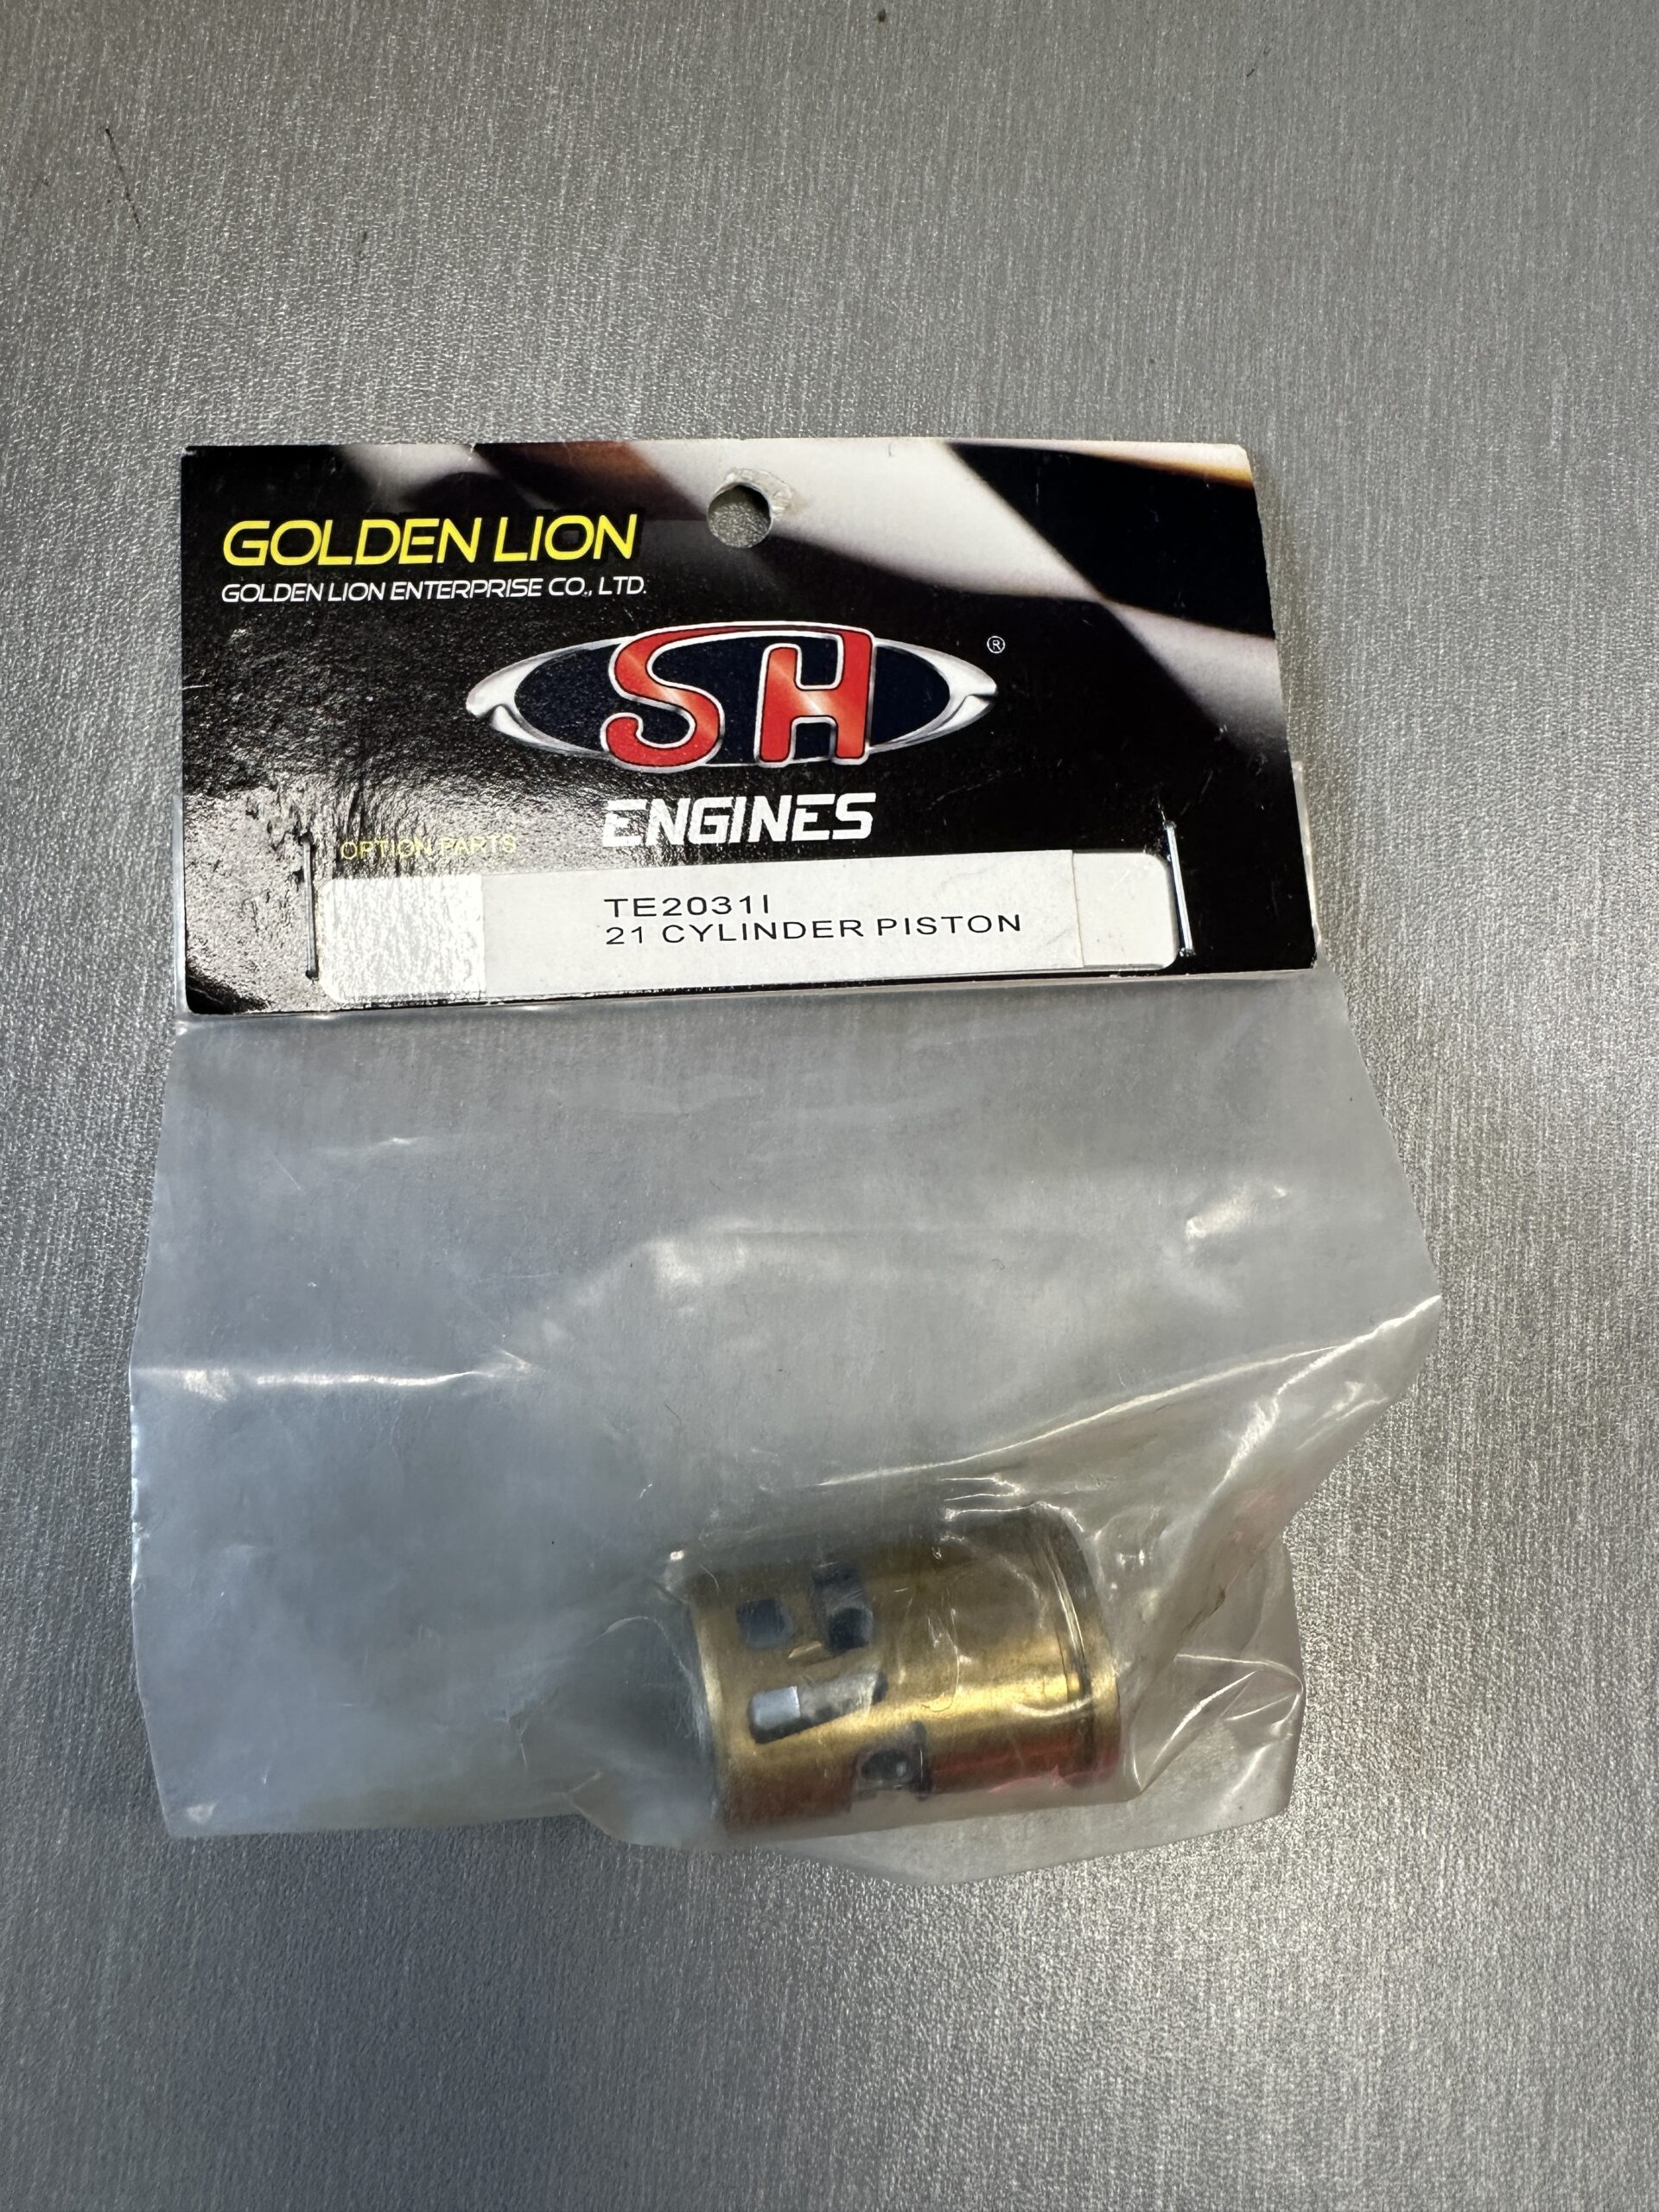 GOLDEN LION
GOLDEN LION ENTERPRISE CO., LTD.
SH ®
ENGINES
OPTION PARTS
TE2031I
21 CYLINDER PISTON